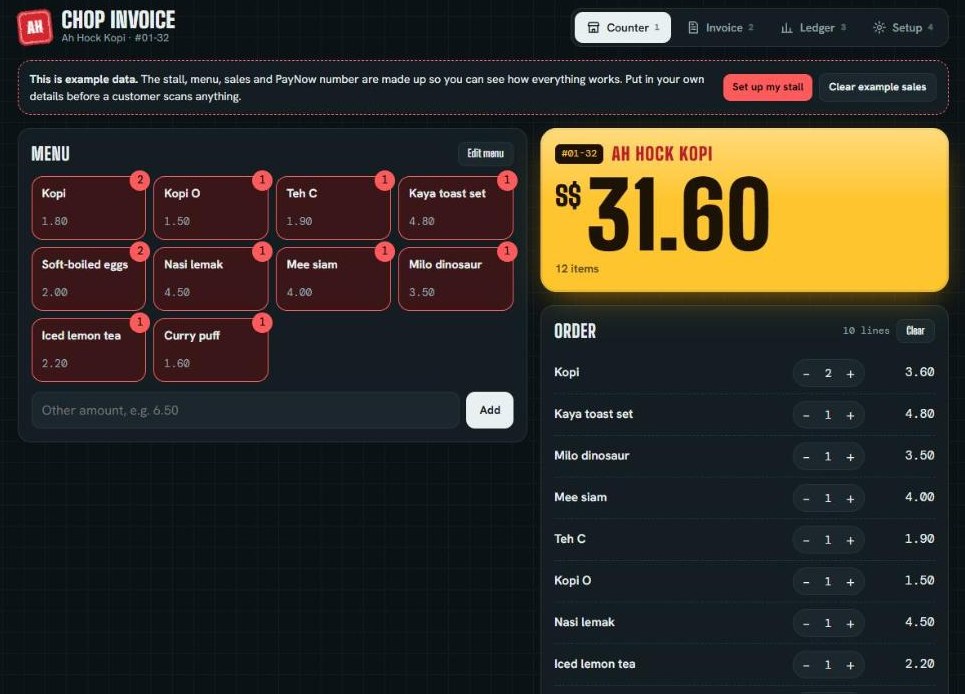 AH
CHOP INVOICE
Ah Hock Kopi · #01-32
Counter 1
Invoice 2
Ledger 3
Setup 4
This is example data. The stall, menu, sales and PayNow number are made up so you can see how everything works. Put in your own
details before a customer scans anything.
Set up my stall
Clear example sales
MENU
Edit menu
Kopi
2
1.80
Kopi O
1
1.50
Teh C
1
1.90
Kaya toast set
1
4.80
Soft-boiled eggs
2
2.00
Nasi lemak
1
4.50
Mee siam
1
4.00
Milo dinosaur
1
3.50
Iced lemon tea
1
2.20
Curry puff
1
1.60
Other amount, e.g. 6.50
Add
#01-32 AH HOCK KOPI
S$ 31.60
12 items
ORDER
10 lines
Clear
Kopi - 2 + 3.60
Kaya toast set - 1 + 4.80
Milo dinosaur - 1 + 3.50
Mee siam - 1 + 4.00
Teh C - 1 + 1.90
Kopi O - 1 + 1.50
Nasi lemak - 1 + 4.50
Iced lemon tea - 1 + 2.20